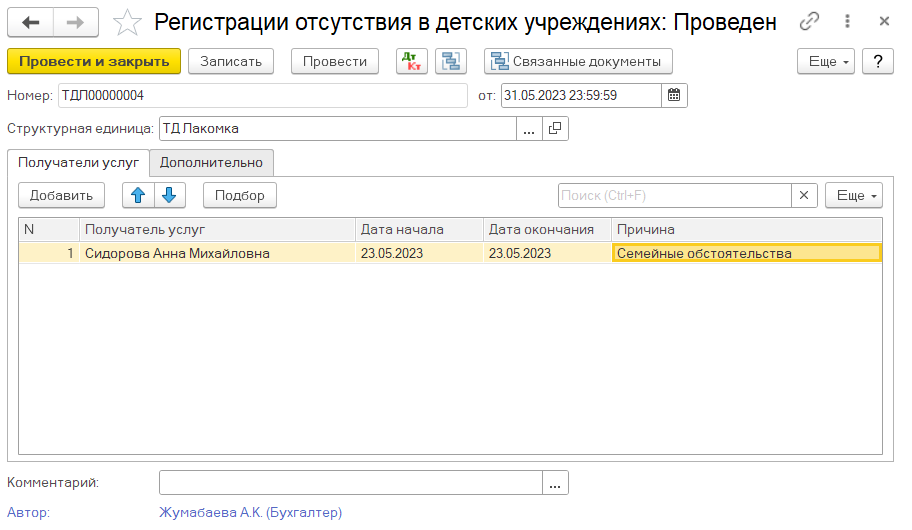 Регистрации отсутствия в детских учреждениях: Проведен
Провести и закрыть Записать Провести Дт Кт Связанные документы Еще ?
Номер: ТДЛ00000004 от: 31.05.2023 23:59:59
Структурная единица: ТД Лакомка ...
Получатели услуг Дополнительно
Добавить Подбор Поиск (Ctrl+F) × Еще
N Получатель услуг Дата начала Дата окончания Причина
1 Сидорова Анна Михайловна 23.05.2023 23.05.2023 Семейные обстоятельства
Комментарий: ...
Автор: Жумабаева А.К. (Бухгалтер)